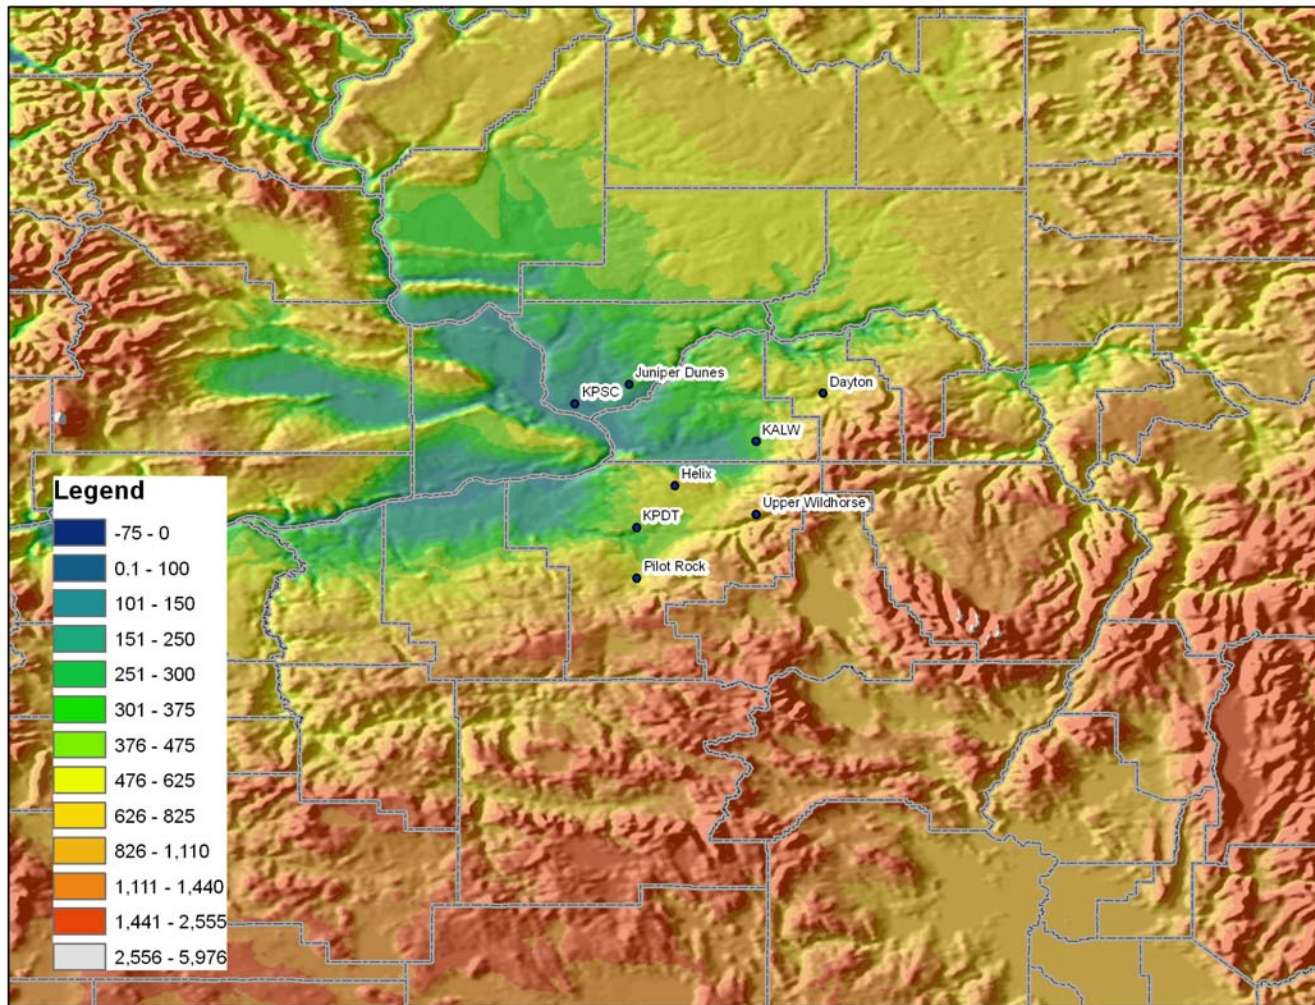 Juniper Dunes
KPSC
Dayton
KALW
Helix
Upper Wildhorse
KPDT
Pilot Rock
Legend
-75 - 0
0.1 - 100
101 - 150
151 - 250
251 - 300
301 - 375
376 - 475
476 - 625
626 - 825
826 - 1,110
1,111 - 1,440
1,441 - 2,555
2,556 - 5,976